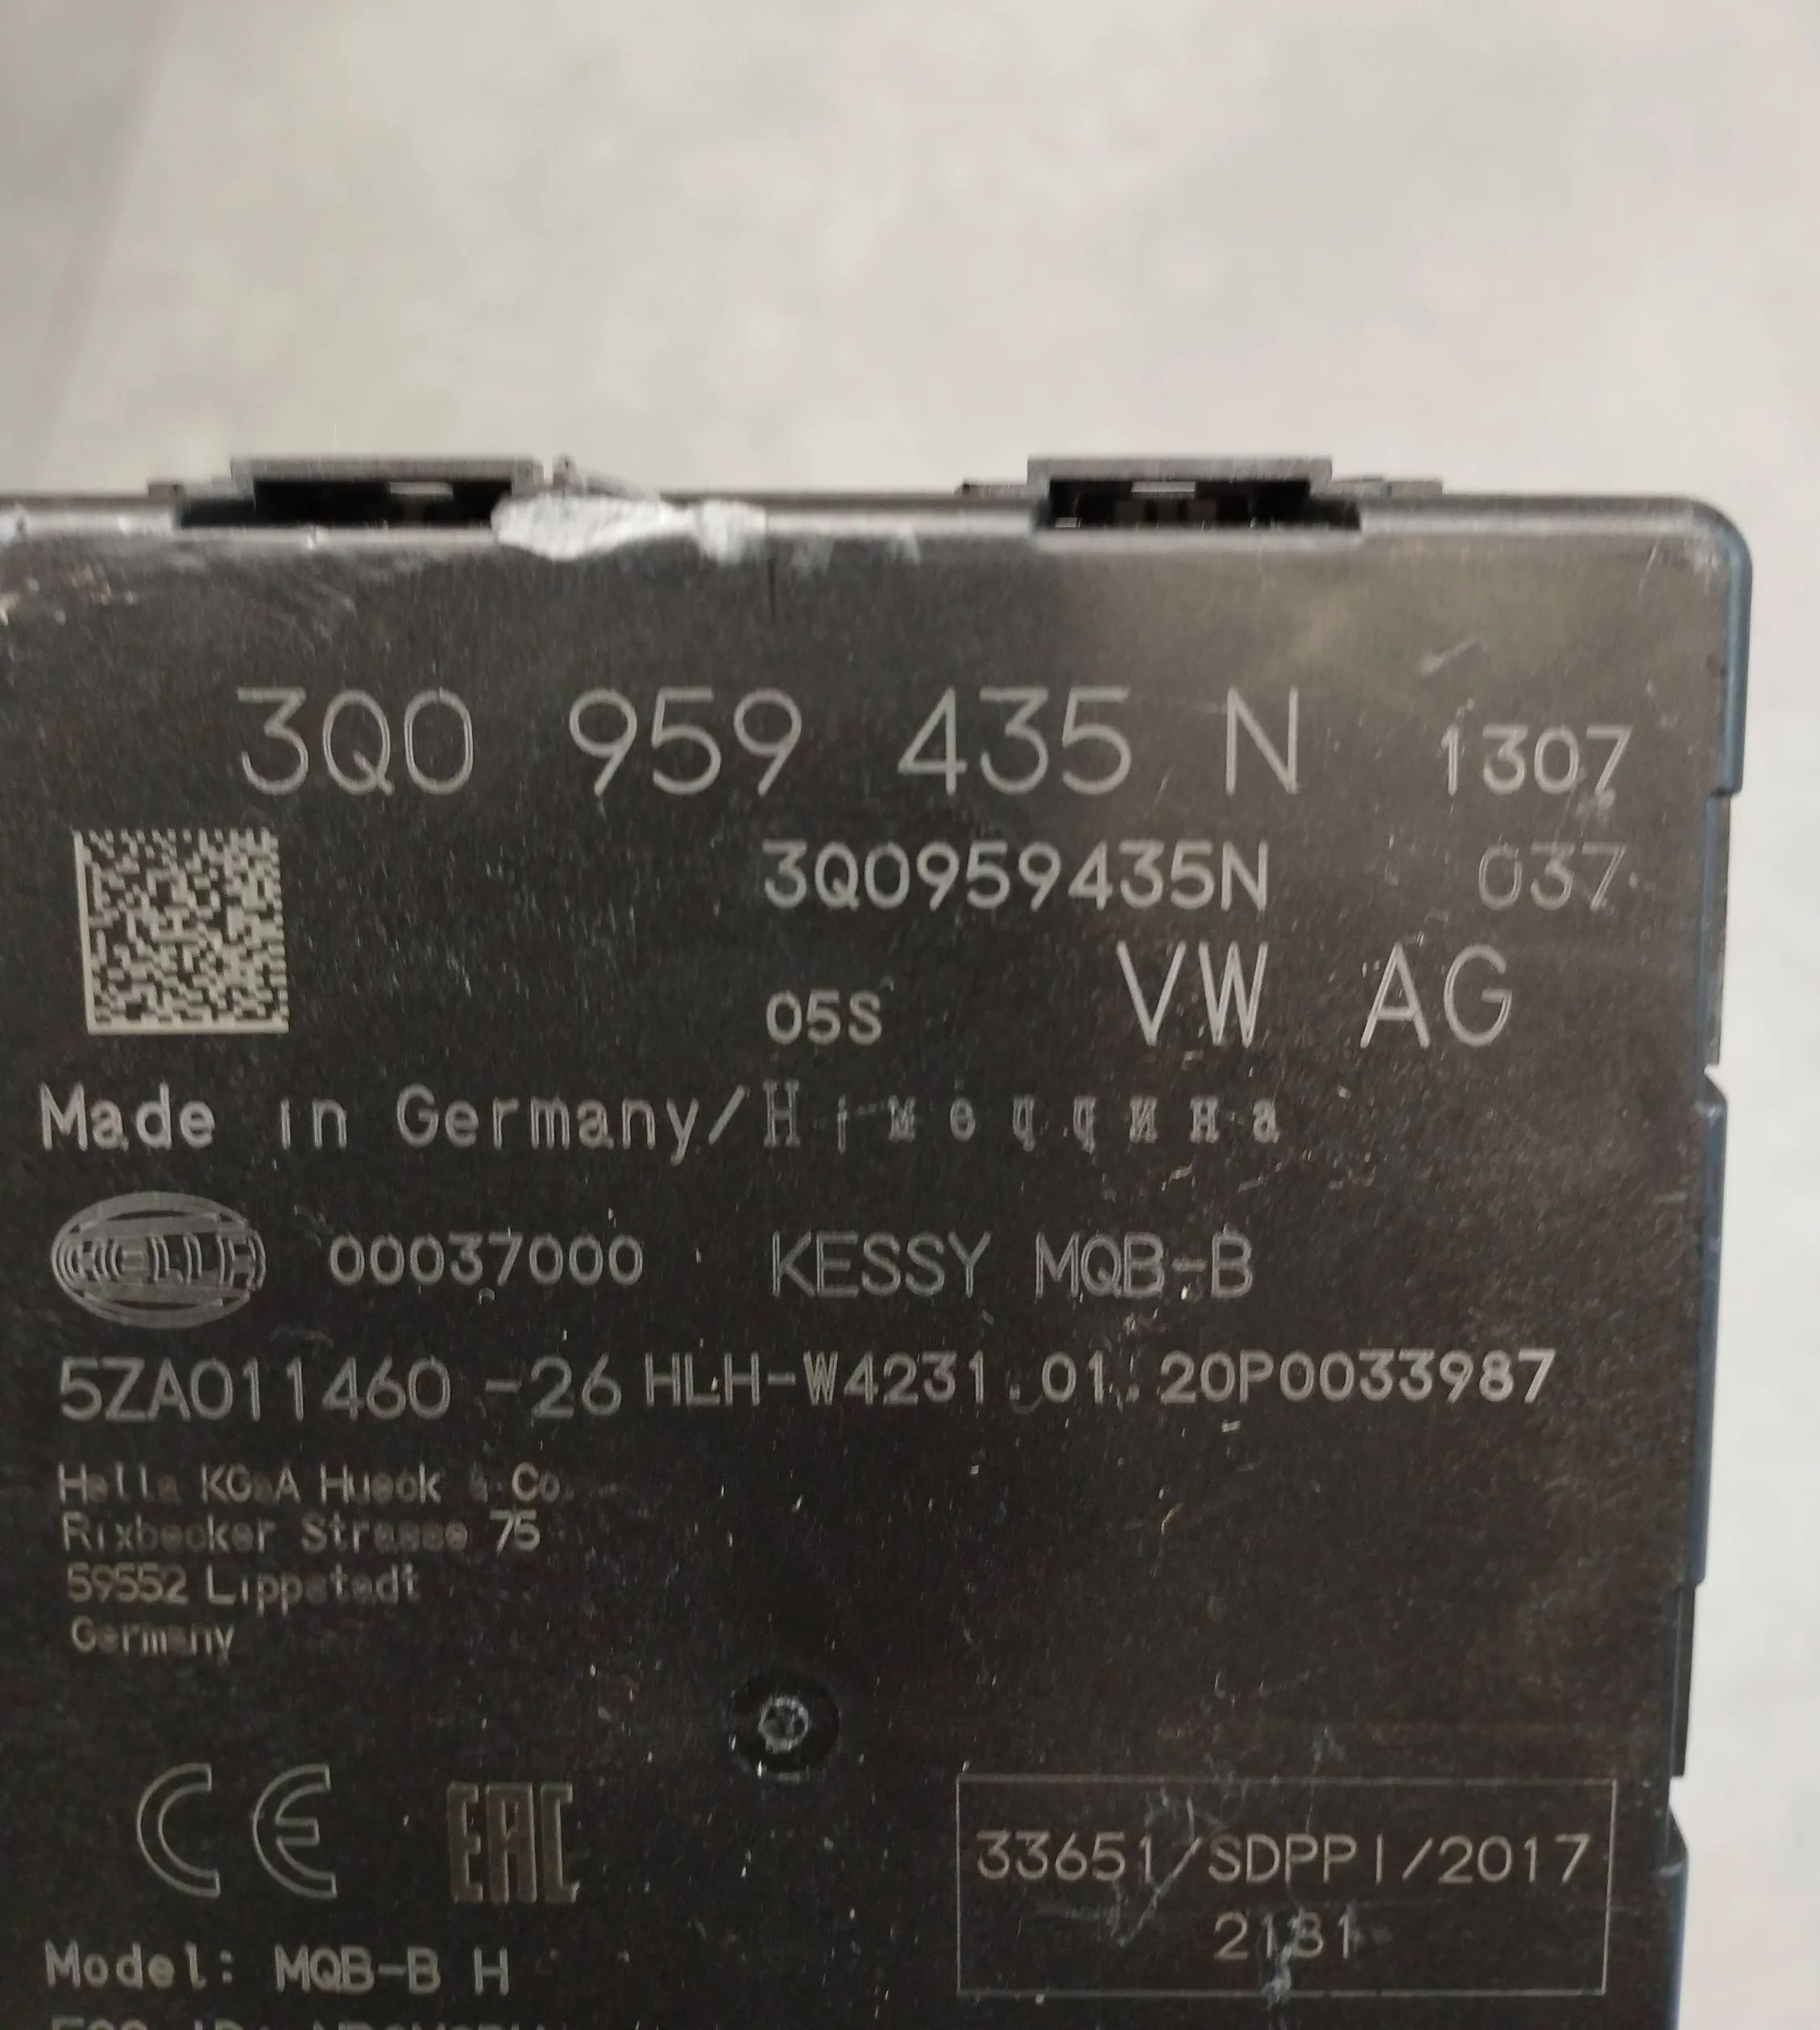 3Q0 959 435 N 1307
3Q0959435N 037
05S VW AG
Made in Germany/Німеччина
HELLA 00037000 KESSY MQB-B
5ZA011460-26 HLH-W4231.01. 20P0033987
Hella KGaA Hueck & Co.
Rixbecker Strasse 75
59552 Lippstadt
Germany
CE EAC
33651/SDPPI/2017
2131
Model: MQB-B H